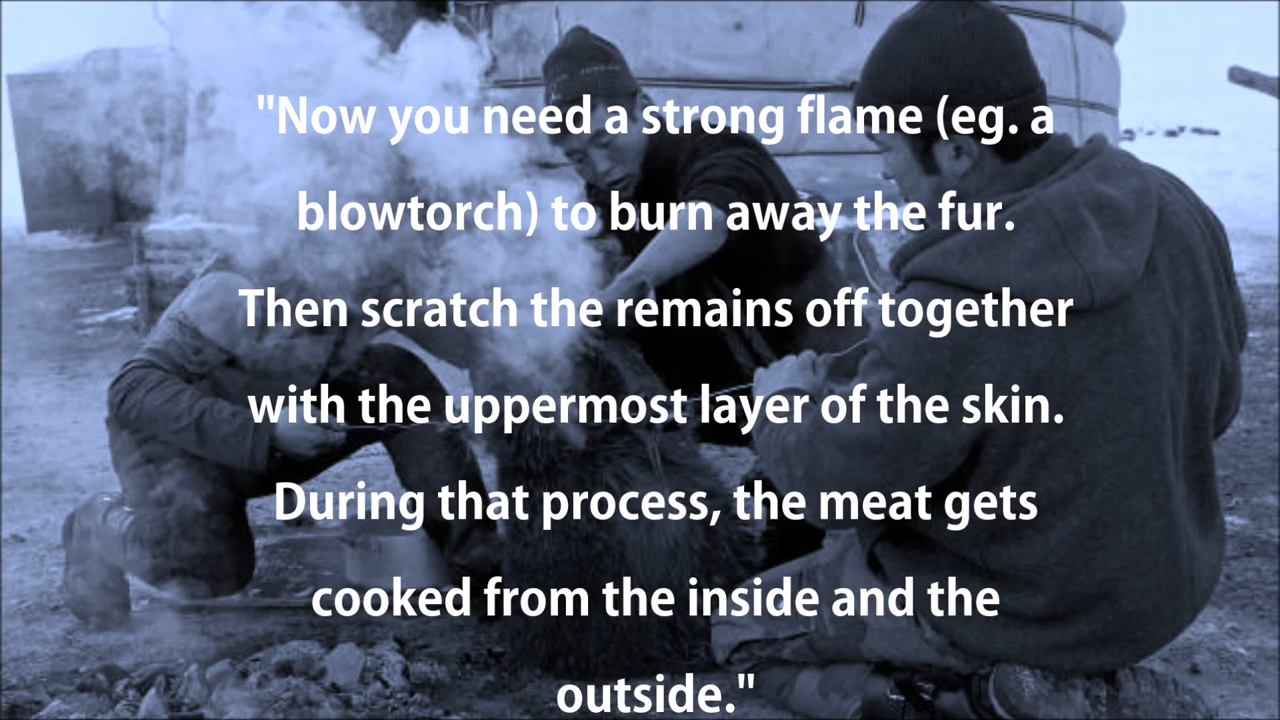 "Now you need a strong flame (eg. a
blowtorch) to burn away the fur.
Then scratch the remains off together
with the uppermost layer of the skin.
During that process, the meat gets
cooked from the inside and the
outside."